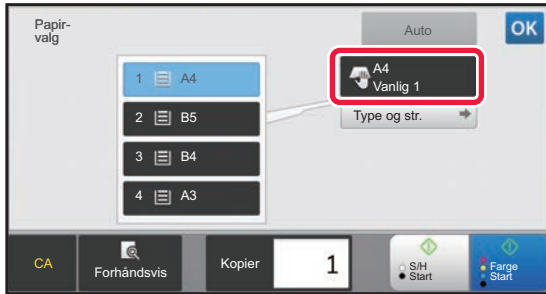 Papir-
valg
Auto
OK
1 A4
A4
Vanlig 1
2 B5
Type og str.
3 B4
4 A3
CA
Forhåndsvis
Kopier
1
S/H
Start
Farge
Start